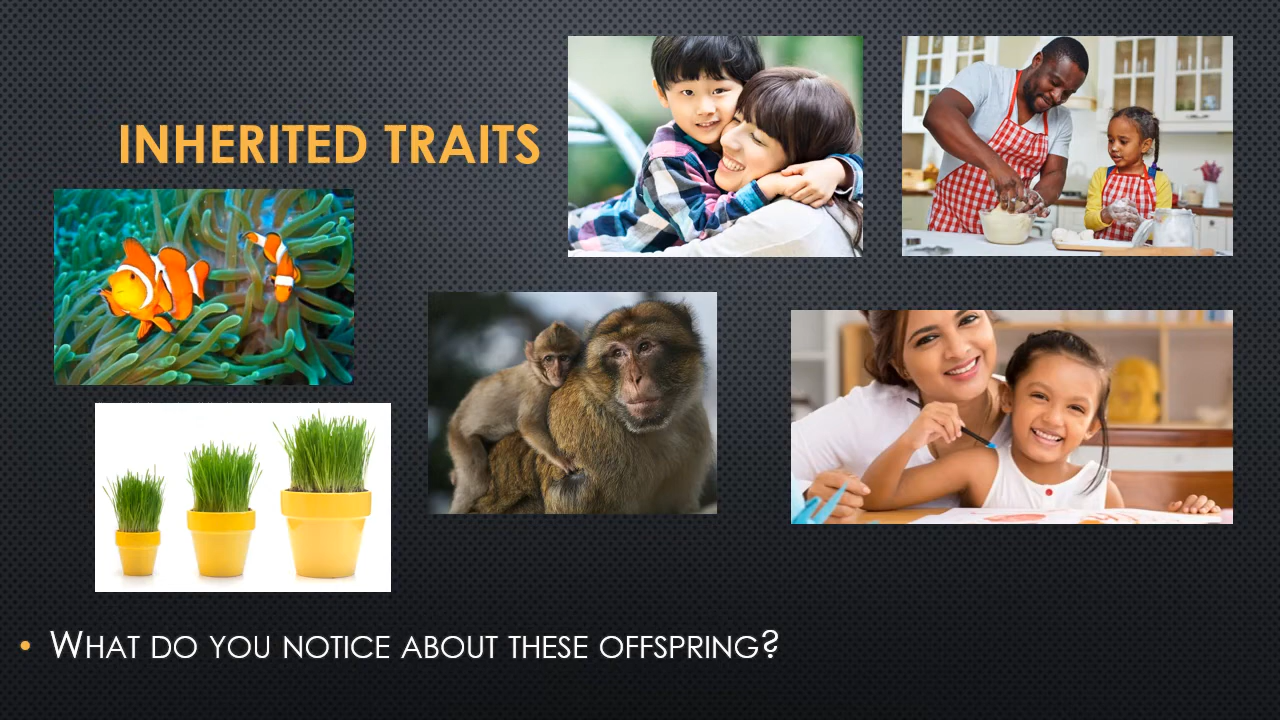 INHERITED TRAITS
• WHAT DO YOU NOTICE ABOUT THESE OFFSPRING?